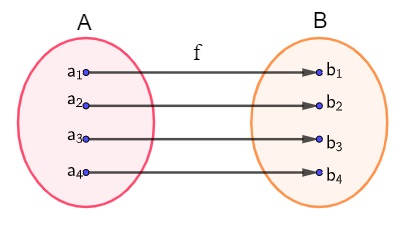 A B
f
a₁ b₁
a₂ b₂
a₃ b₃
a₄ b₄